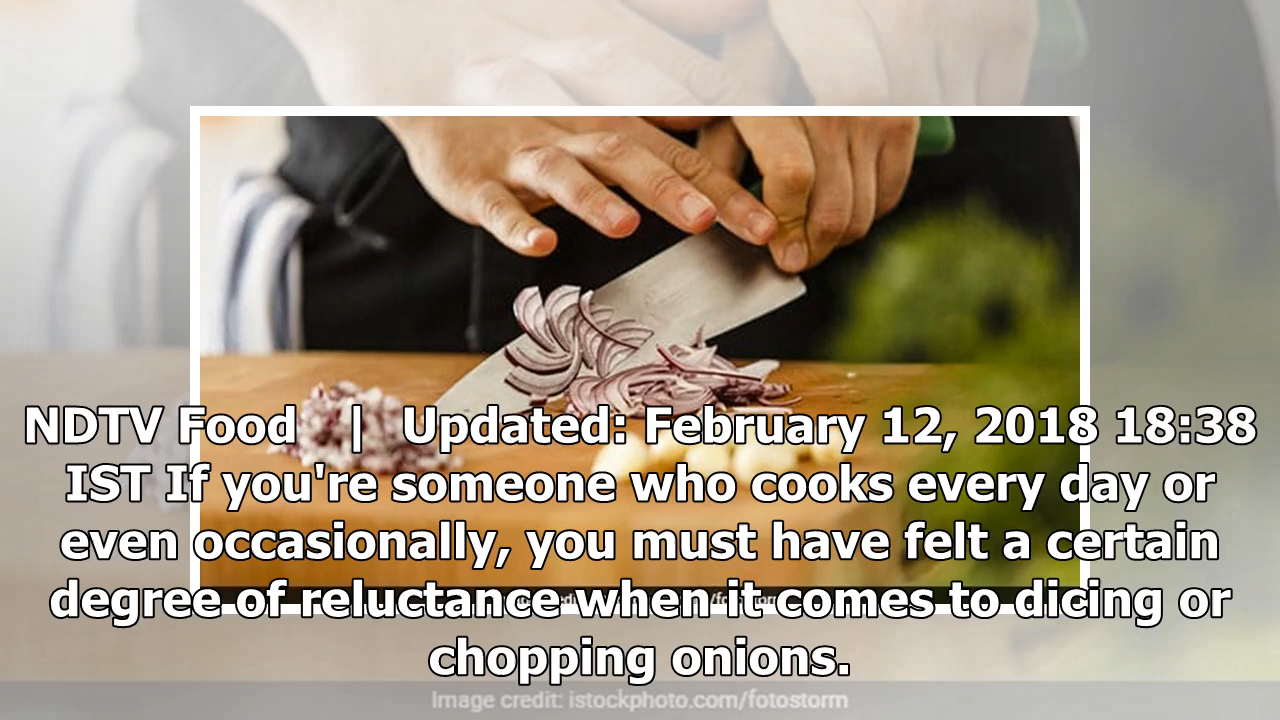 NDTV Food | Updated: February 12, 2018 18:38
IST If you're someone who cooks every day or
even occasionally, you must have felt a certain
degree of reluctance when it comes to dicing or
chopping onions.
Image credit: istockphoto.com/fotostorm